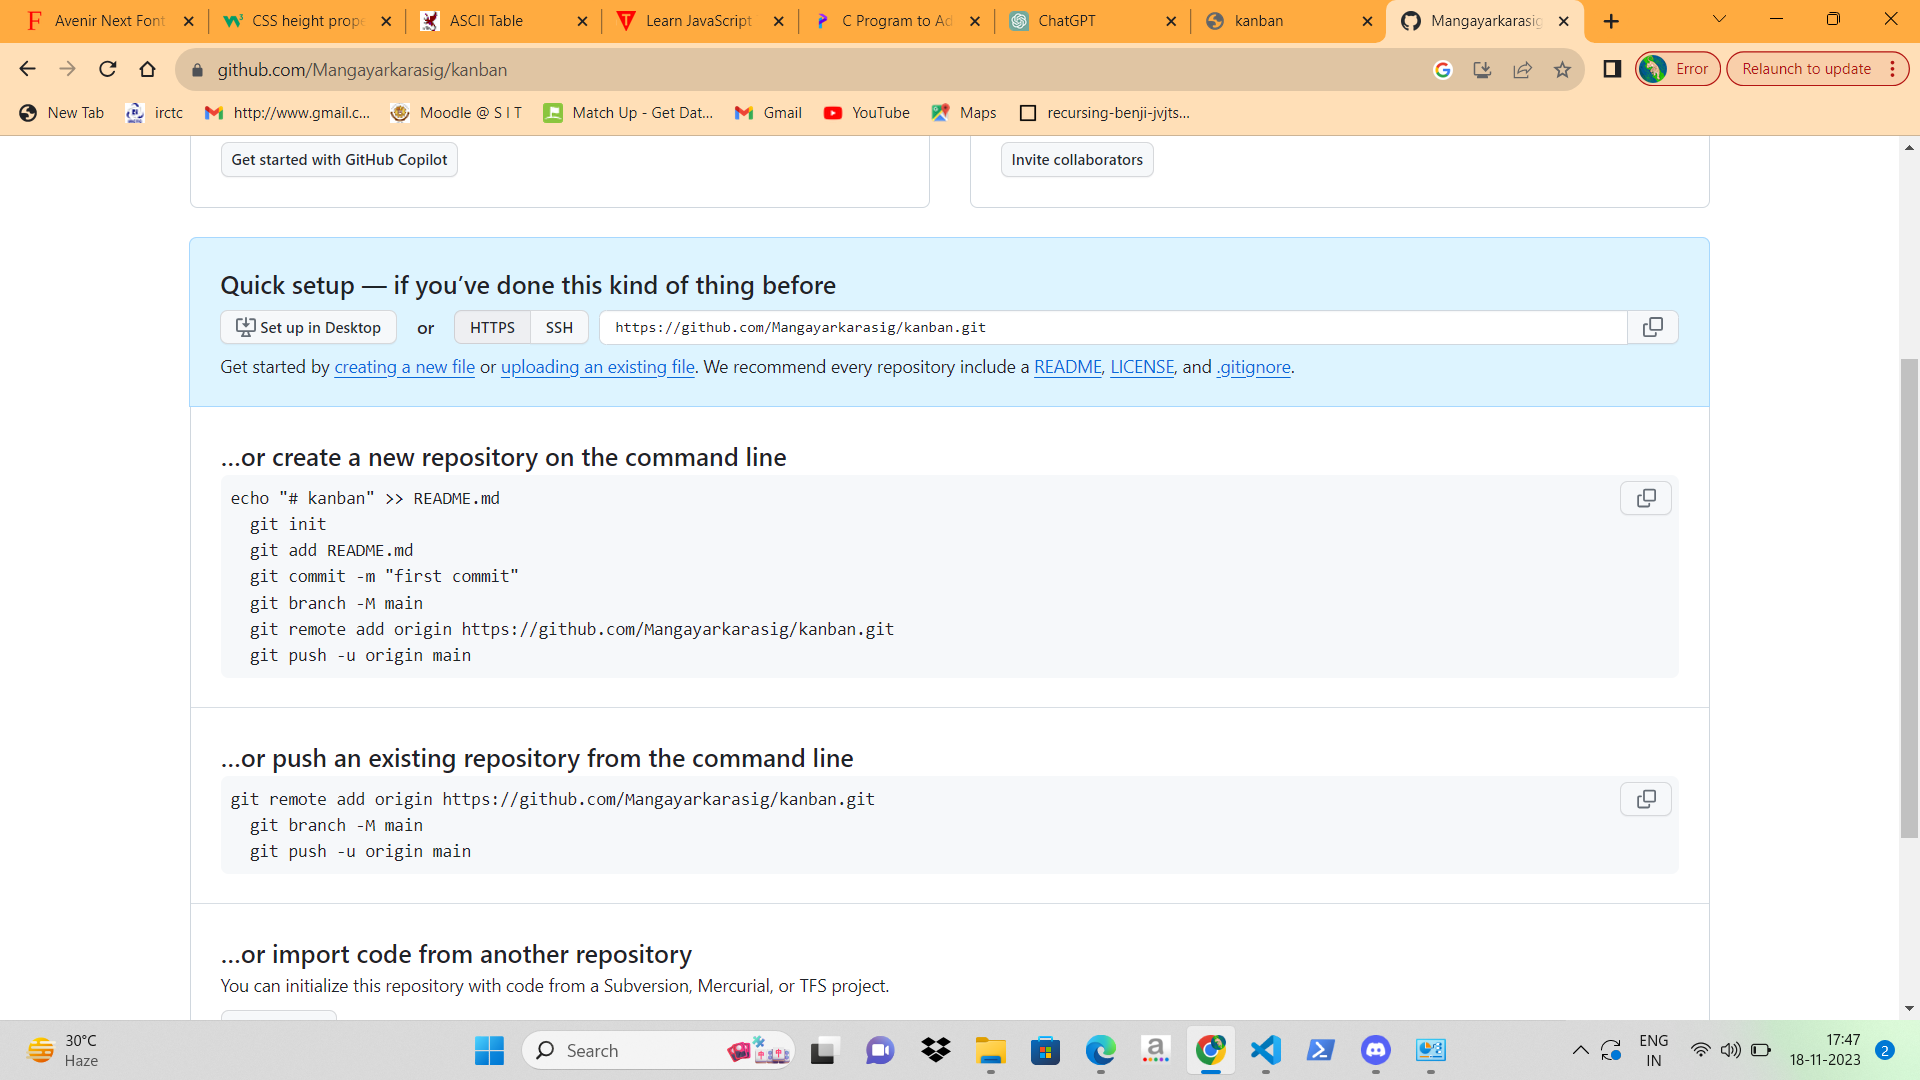 Avenir Next Font
CSS height prope
ASCII Table
Learn JavaScript
C Program to Ad
ChatGPT
kanban
Mangayarkarasig
github.com/Mangayarkarasig/kanban
Error
Relaunch to update
New Tab
irctc
http://www.gmail.c...
Moodle @ S I T
Match Up - Get Dat...
Gmail
YouTube
Maps
recursing-benji-jvjts...
Get started with GitHub Copilot
Invite collaborators
Quick setup — if you’ve done this kind of thing before
Set up in Desktop or HTTPS SSH https://github.com/Mangayarkarasig/kanban.git
Get started by creating a new file or uploading an existing file. We recommend every repository include a README, LICENSE, and .gitignore.
…or create a new repository on the command line
echo "# kanban" >> README.md
git init
git add README.md
git commit -m "first commit"
git branch -M main
git remote add origin https://github.com/Mangayarkarasig/kanban.git
git push -u origin main
…or push an existing repository from the command line
git remote add origin https://github.com/Mangayarkarasig/kanban.git
git branch -M main
git push -u origin main
…or import code from another repository
You can initialize this repository with code from a Subversion, Mercurial, or TFS project.
30°C
Haze
Search
ENG
IN
17:47
18-11-2023
2